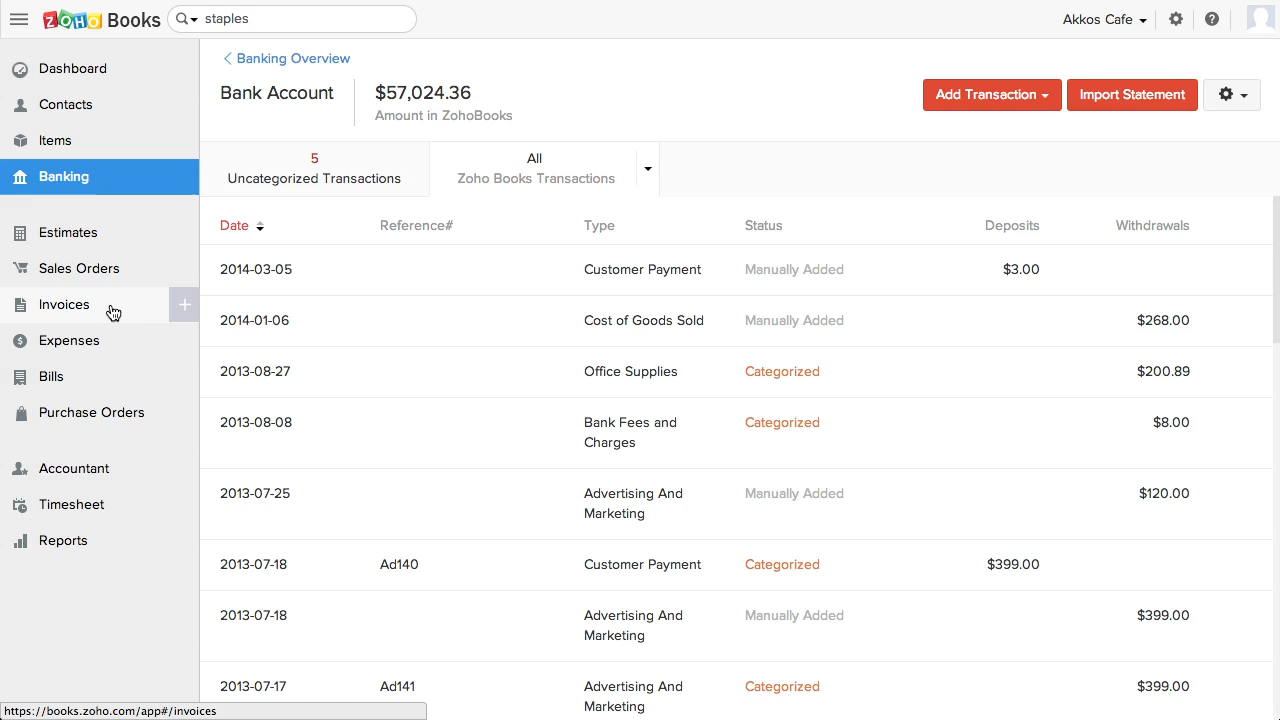 ZOHO Books staples Akkos Cafe
Dashboard
Contacts
Items
Banking
Estimates
Sales Orders
Invoices +
Expenses
Bills
Purchase Orders
Accountant
Timesheet
Reports
Banking Overview
Bank Account $57,024.36 Add Transaction Import Statement
Amount in ZohoBooks
5 All
Uncategorized Transactions Zoho Books Transactions
Date Reference# Type Status Deposits Withdrawals
2014-03-05 Customer Payment Manually Added $3.00
2014-01-06 Cost of Goods Sold Manually Added $268.00
2013-08-27 Office Supplies Categorized $200.89
2013-08-08 Bank Fees and Categorized $8.00
Charges
2013-07-25 Advertising And Manually Added $120.00
Marketing
2013-07-18 Ad140 Customer Payment Categorized $399.00
2013-07-18 Advertising And Manually Added $399.00
Marketing
2013-07-17 Ad141 Advertising And Categorized $399.00
Marketing
https://books.zoho.com/app#/invoices